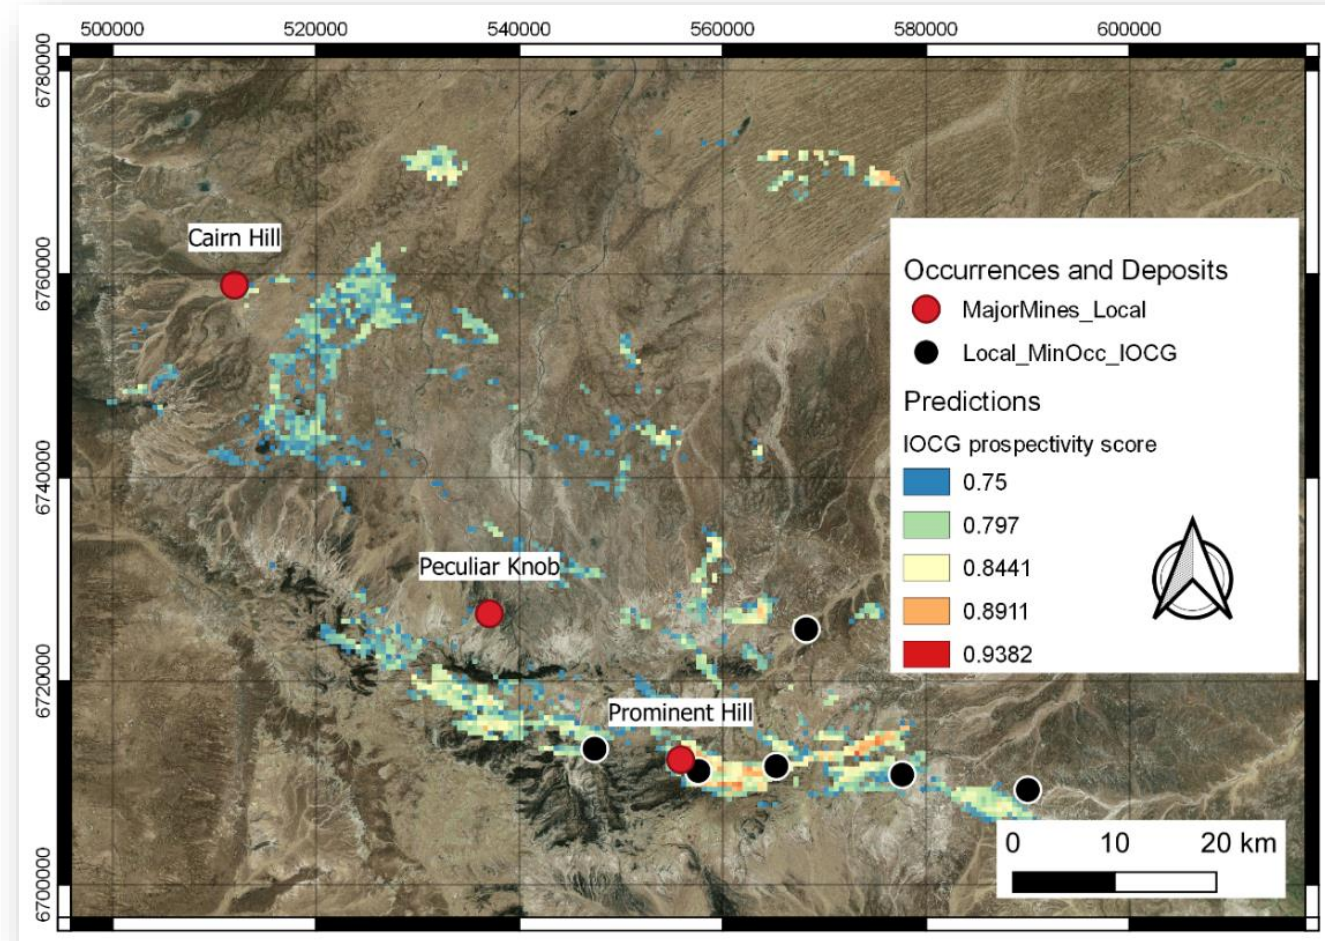 500000 520000 540000 560000 580000 600000
6780000
6760000
6740000
6720000
6700000
Cairn Hill
Peculiar Knob
Prominent Hill
Occurrences and Deposits
MajorMines_Local
Local_MinOcc_IOCG
Predictions
IOCG prospectivity score
0.75
0.797
0.8441
0.8911
0.9382
0 10 20 km